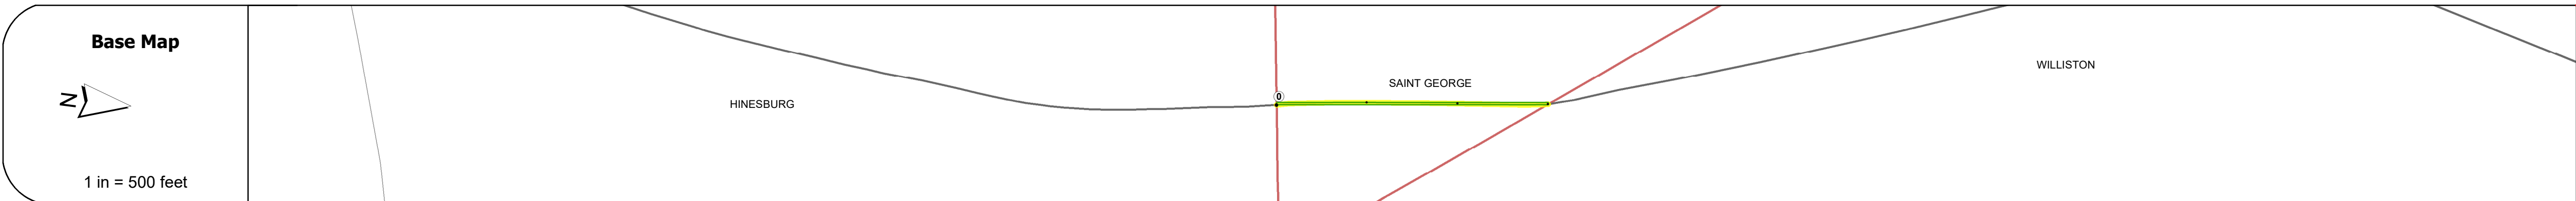 Base Map
N
1 in = 500 feet
HINESBURG
0
SAINT GEORGE
WILLISTON